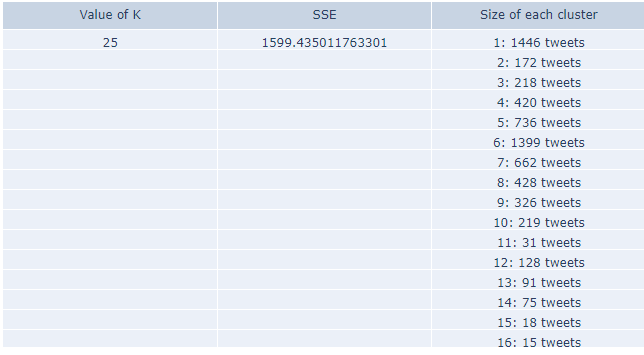 Value of K SSE Size of each cluster
25 1599.435011763301 1: 1446 tweets
2: 172 tweets
3: 218 tweets
4: 420 tweets
5: 736 tweets
6: 1399 tweets
7: 662 tweets
8: 428 tweets
9: 326 tweets
10: 219 tweets
11: 31 tweets
12: 128 tweets
13: 91 tweets
14: 75 tweets
15: 18 tweets
16: 15 tweets